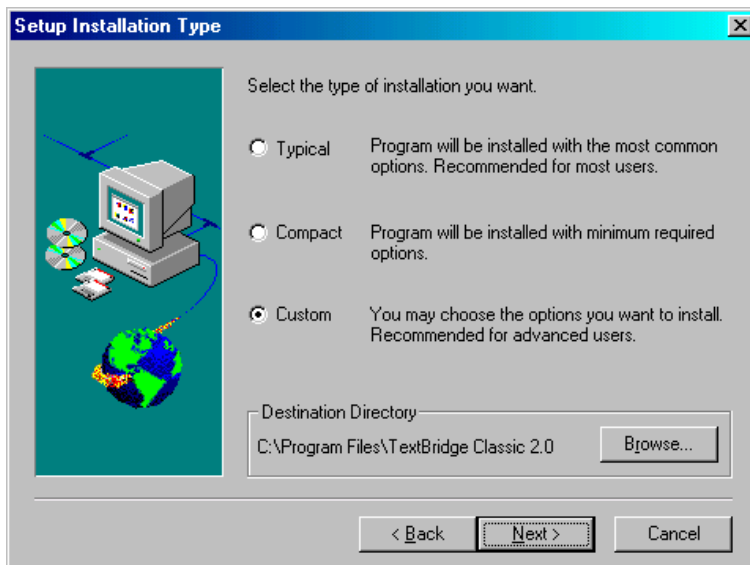 Setup Installation Type
Select the type of installation you want.
Typical
Program will be installed with the most common
options. Recommended for most users.
Compact
Program will be installed with minimum required
options.
Custom
You may choose the options you want to install.
Recommended for advanced users.
Destination Directory
C:\Program Files\TextBridge Classic 2.0
Browse...
< Back
Next >
Cancel